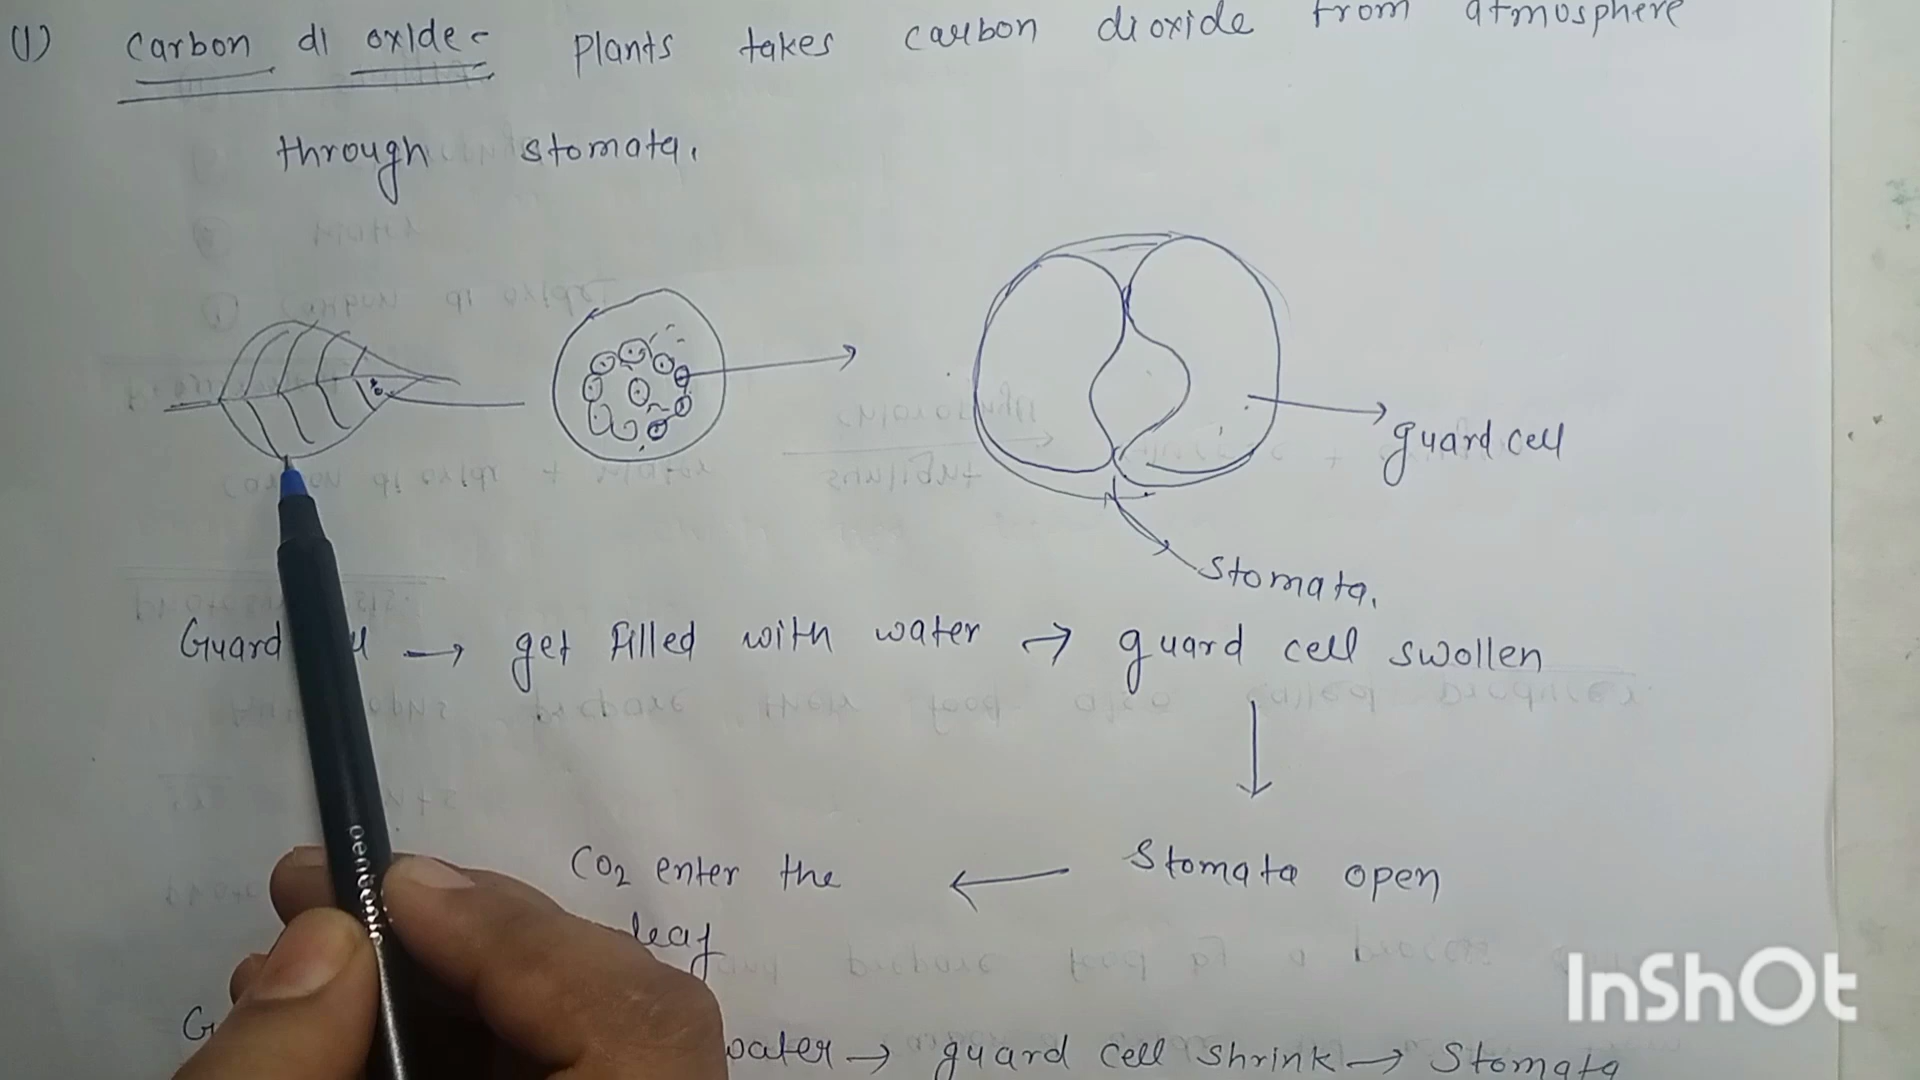 (1) Carbon di oxide - Plants takes carbon dioxide from atmosphere
through stomata.
guard cell
Stomata.
Guard → get filled with water → guard cell swollen
↓
CO2 enter the ← Stomata open
leaf
water → guard cell shrink → Stomata
pentonic
InShOt